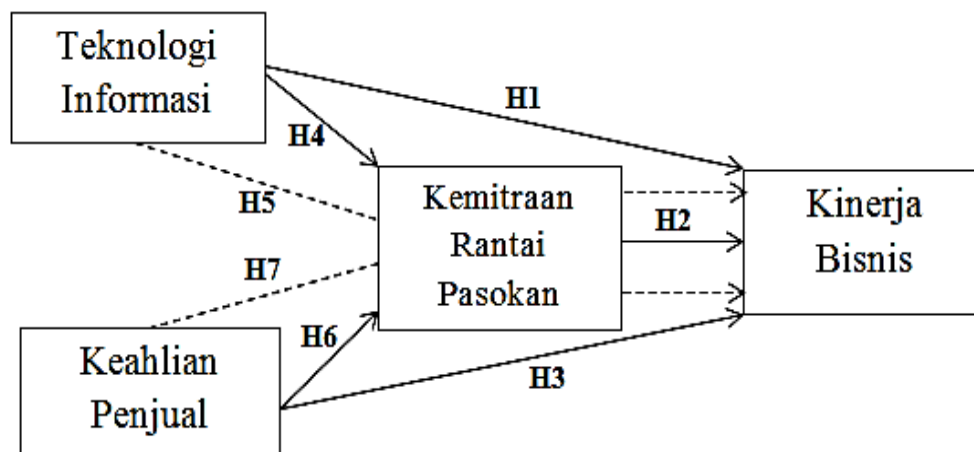 Teknologi
Informasi
H1
H4
H5
Kemitraan
Rantai
Pasokan
H2
Kinerja
Bisnis
H7
H6
Keahlian
Penjual
H3